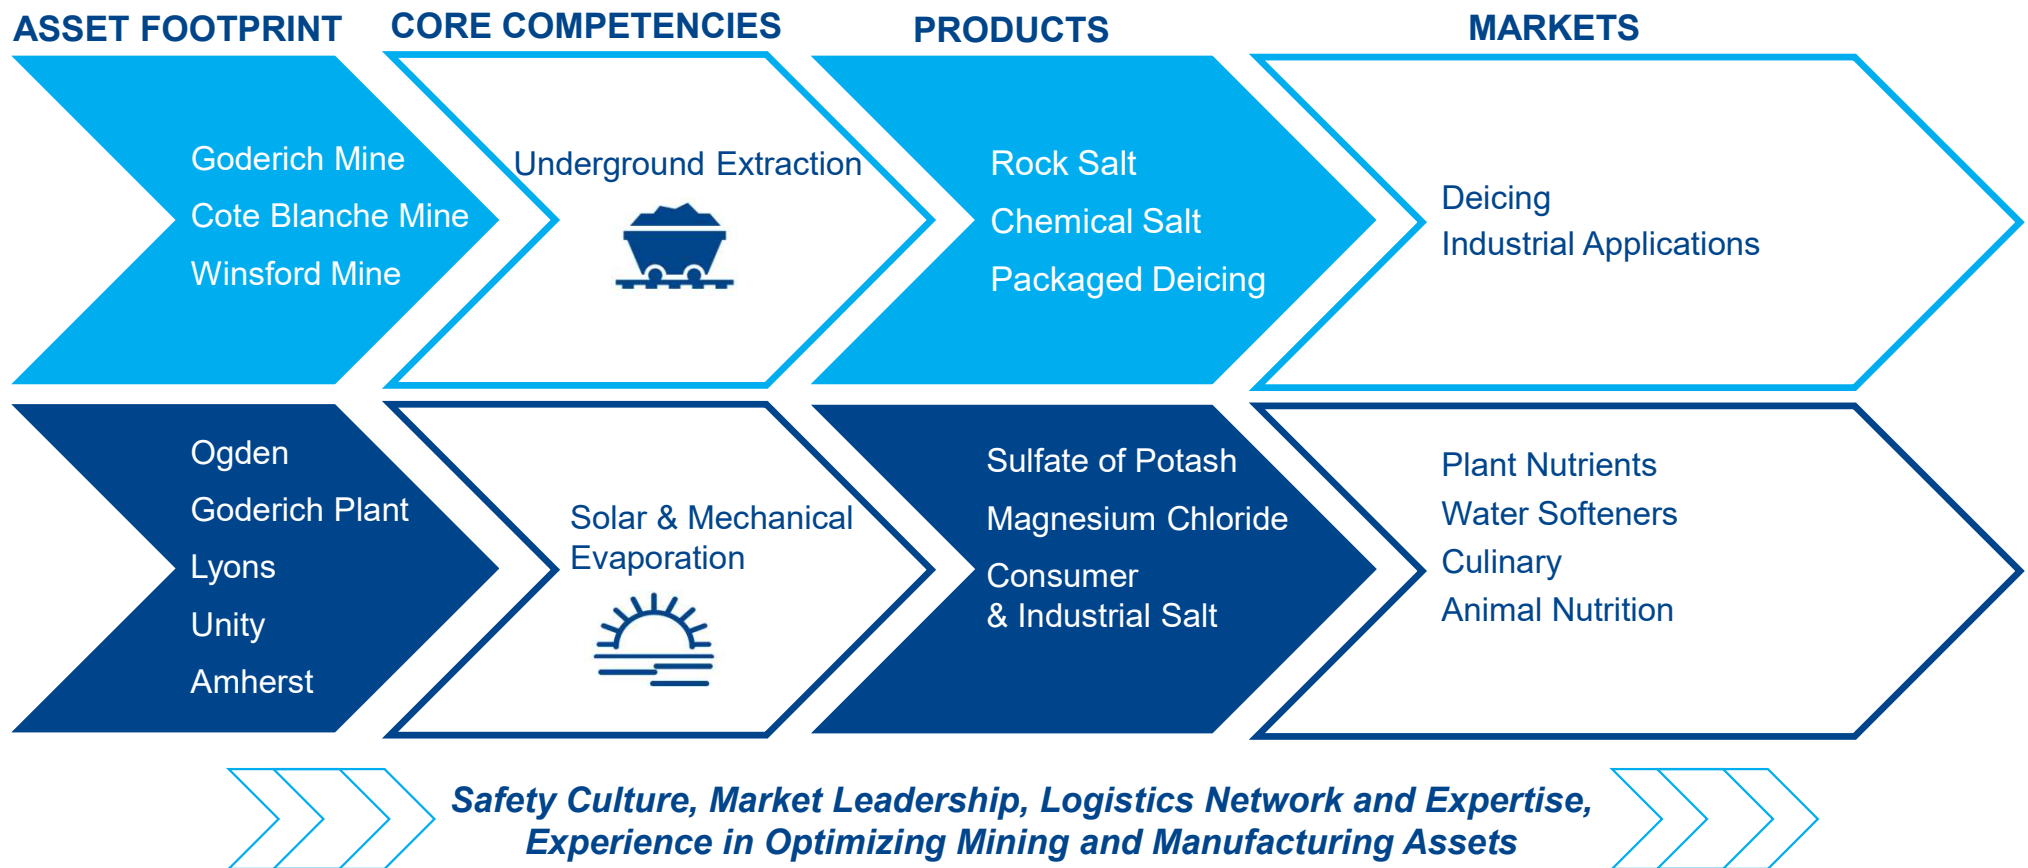 ASSET FOOTPRINT
CORE COMPETENCIES
PRODUCTS
MARKETS
Goderich Mine
Cote Blanche Mine
Winsford Mine
Underground Extraction
Rock Salt
Chemical Salt
Packaged Deicing
Deicing
Industrial Applications
Ogden
Goderich Plant
Lyons
Unity
Amherst
Solar & Mechanical
Evaporation
Sulfate of Potash
Magnesium Chloride
Consumer
& Industrial Salt
Plant Nutrients
Water Softeners
Culinary
Animal Nutrition
Safety Culture, Market Leadership, Logistics Network and Expertise,
Experience in Optimizing Mining and Manufacturing Assets